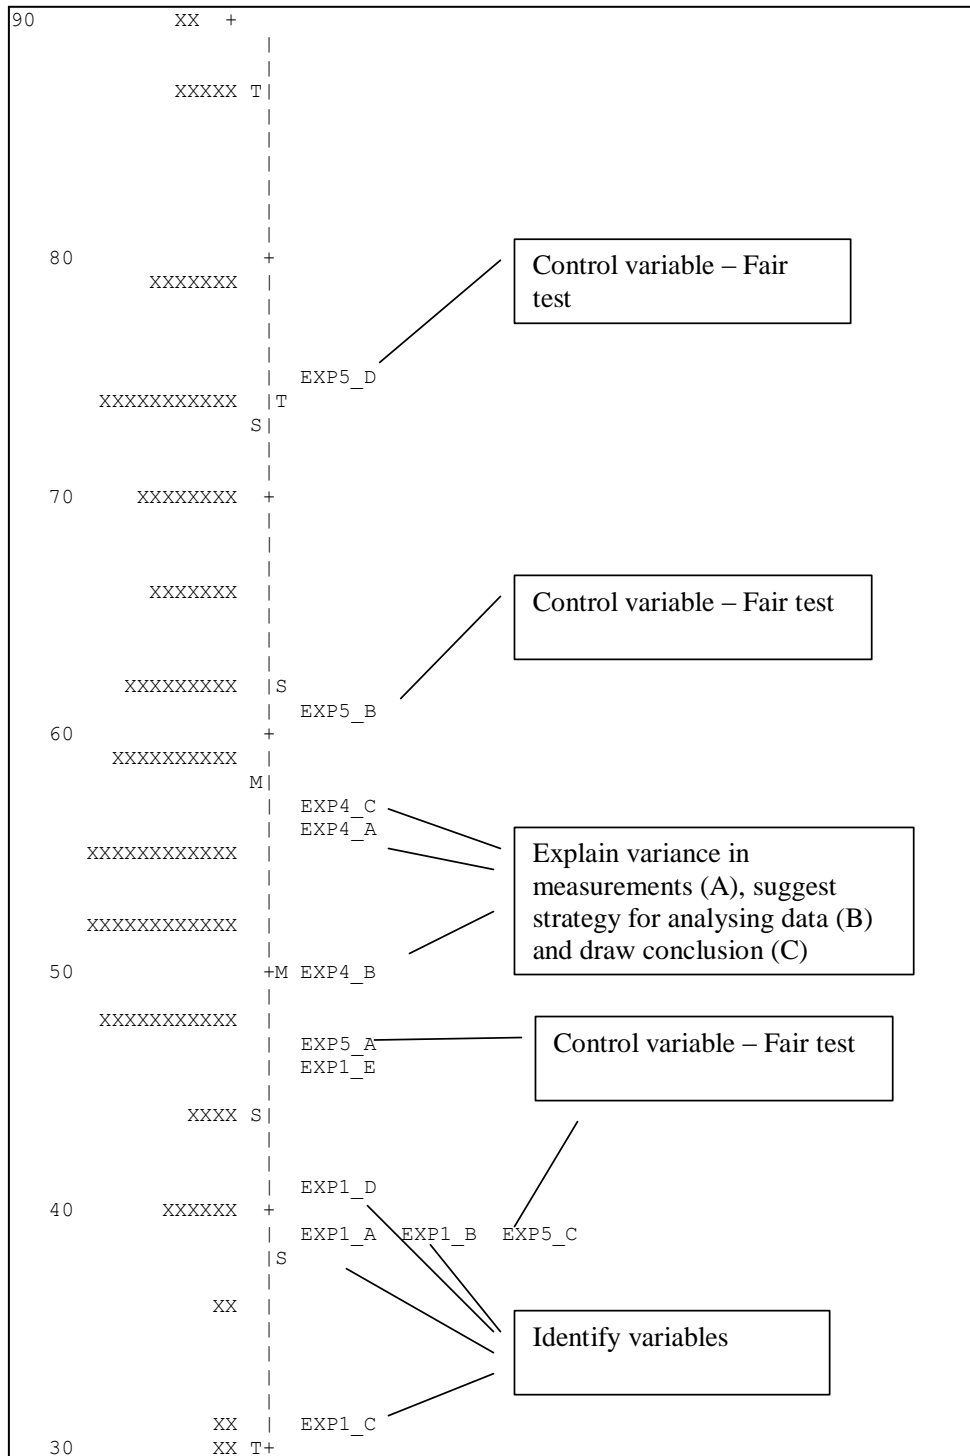 90 XX +
|
|
XXXXX T|
|
|
|
|
|
|
80 +
XXXXXXX |
Control variable – Fair
test
|
|
|
EXP5_D
XXXXXXXXXXX |T
S|
|
|
70 XXXXXXXX +
|
|
|
XXXXXXX |
Control variable – Fair test
|
|
|
XXXXXXXXX |S
| EXP5_B
60 +
XXXXXXXXXX |
M|
| EXP4_C
| EXP4_A
XXXXXXXXXXXX |
Explain variance in
measurements (A), suggest
strategy for analysing data (B)
and draw conclusion (C)
|
|
XXXXXXXXXXXX |
|
50 +M EXP4_B
|
XXXXXXXXXXX |
| EXP5_A
| EXP1_E
Control variable – Fair test
|
XXXX S|
|
|
| EXP1_D
40 XXXXXX +
| EXP1_A EXP1_B EXP5_C
|S
|
XX |
|
Identify variables
|
|
|
XX | EXP1_C
30 XX T+